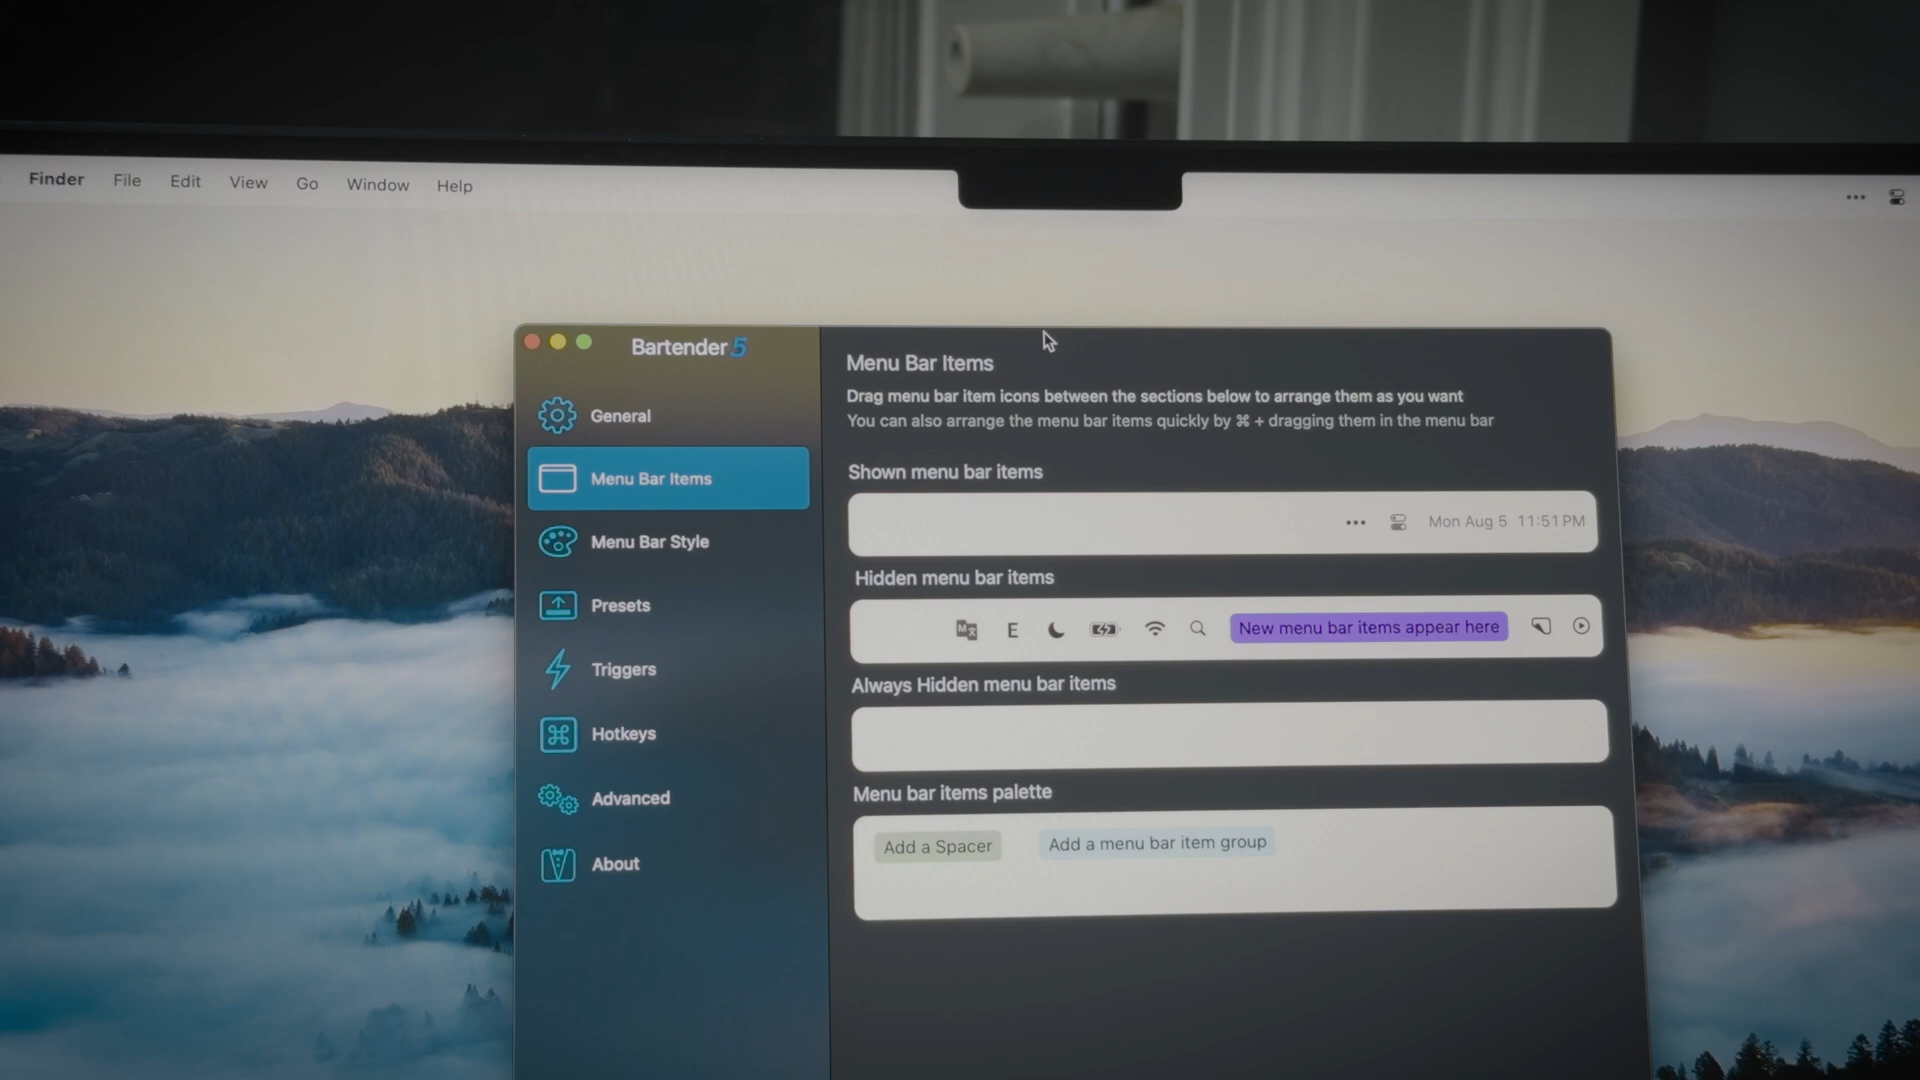 Finder File Edit View Go Window Help
Bartender 5
General
Menu Bar Items
Menu Bar Style
Presets
Triggers
Hotkeys
Advanced
About
Menu Bar Items
Drag menu bar item icons between the sections below to arrange them as you want
You can also arrange the menu bar items quickly by ⌘ + dragging them in the menu bar
Shown menu bar items
Mon Aug 5 11:51 PM
Hidden menu bar items
E
New menu bar items appear here
Always Hidden menu bar items
Menu bar items palette
Add a Spacer
Add a menu bar item group